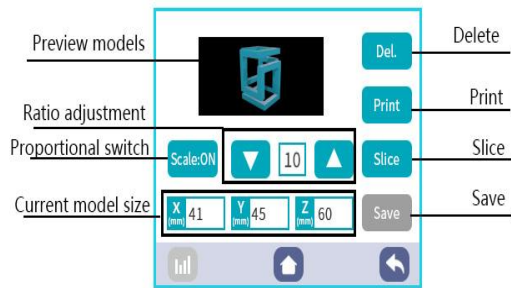 Preview models
Del.
Delete
Ratio adjustment
Print
Print
Proportional switch
Scale:ON
10
Slice
Slice
Current model size
X (mm) 41
Y (mm) 45
Z (mm) 60
Save
Save